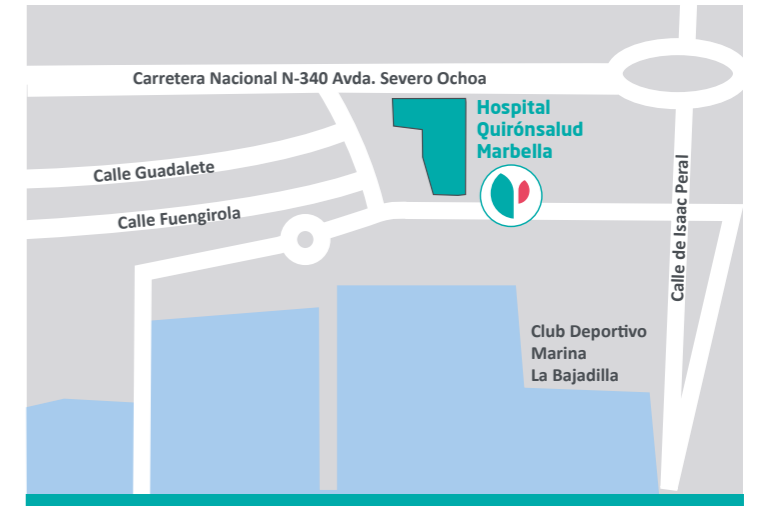 Carretera Nacional N-340 Avda. Severo Ochoa
Hospital
Quirónsalud
Marbella
Calle Guadalete
Calle Fuengirola
Calle de Isaac Peral
Club Deportivo
Marina
La Bajadilla